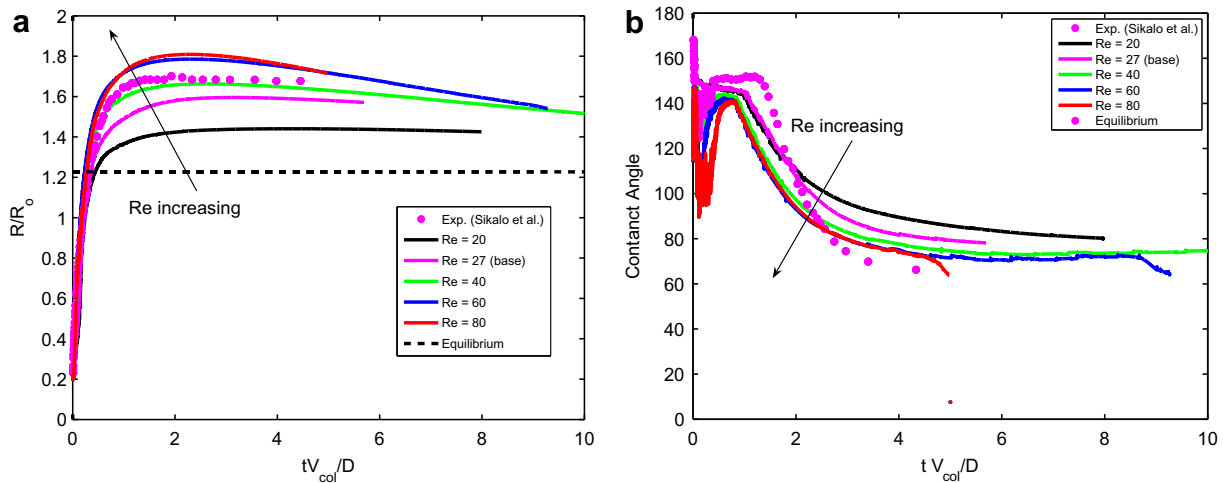 a
2
1.8
1.6
1.4
1.2
1
0.8
0.6
0.4
0.2
0
R/Ro
Re increasing
Exp. (Sikalo et al.)
Re = 20
Re = 27 (base)
Re = 40
Re = 60
Re = 80
Equilibrium
0 2 4 6 8 10
tVcol/D
b
180
160
140
120
100
80
60
40
20
0
Contanct Angle
Exp. (Sikalo et al.)
Re = 20
Re = 27 (base)
Re = 40
Re = 60
Re = 80
Equilibrium
Re increasing
0 2 4 6 8 10
t Vcol/D